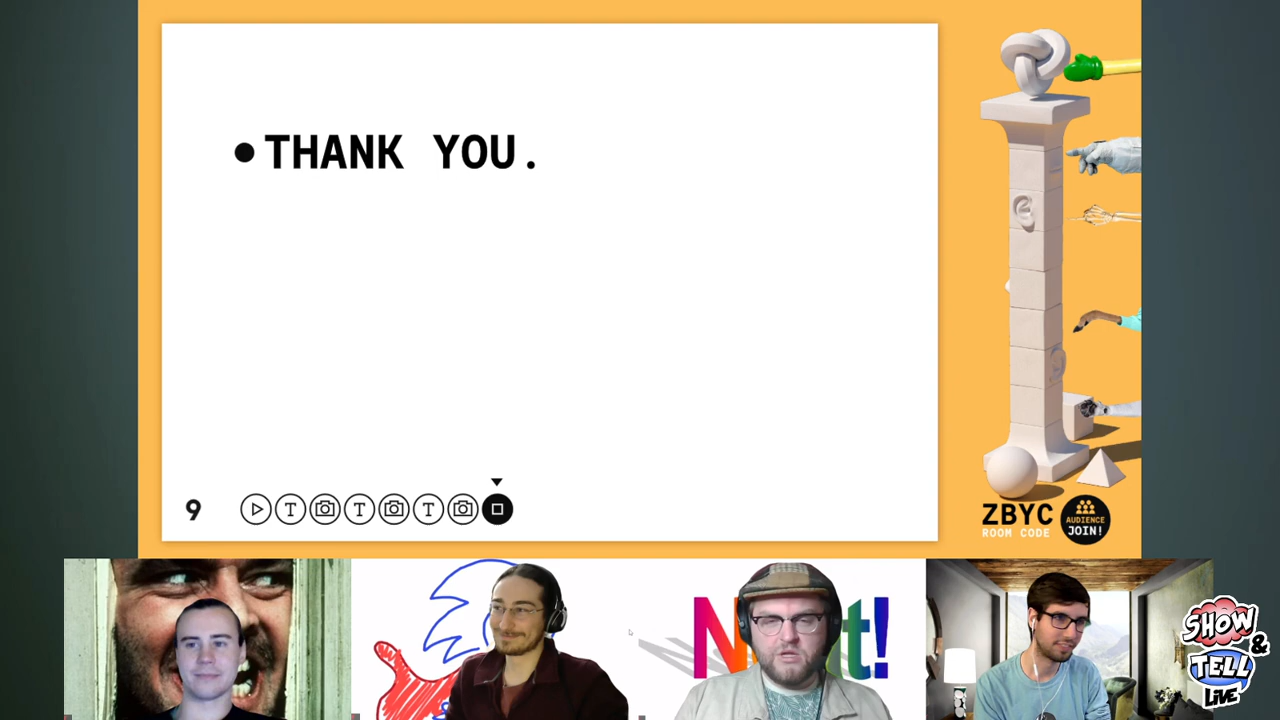 THANK YOU.
9
T
T
T
ZBYC
ROOM CODE
AUDIENCE
JOIN!
SHOW
&
TELL
LIVE